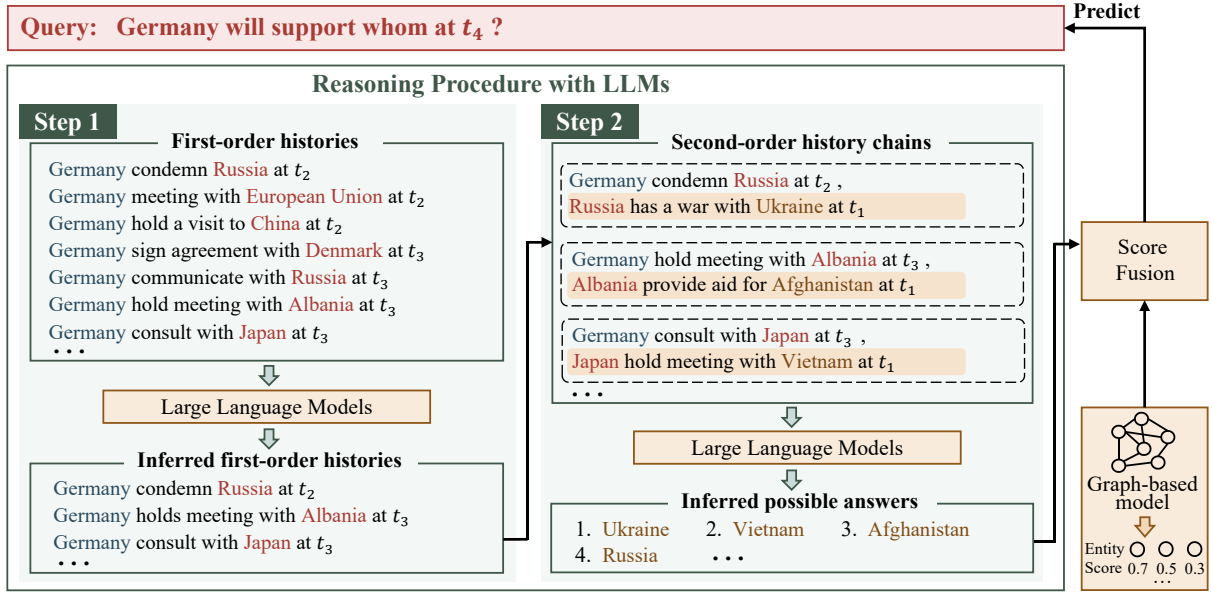 Query: Germany will support whom at t₄ ?
Predict
Reasoning Procedure with LLMs
Step 1
First-order histories
Germany condemn Russia at t₂
Germany meeting with European Union at t₂
Germany hold a visit to China at t₂
Germany sign agreement with Denmark at t₃
Germany communicate with Russia at t₃
Germany hold meeting with Albania at t₃
Germany consult with Japan at t₃
...
Large Language Models
Inferred first-order histories
Germany condemn Russia at t₂
Germany holds meeting with Albania at t₃
Germany consult with Japan at t₃
...
Step 2
Second-order history chains
Germany condemn Russia at t₂ ,
Russia has a war with Ukraine at t₁
Germany hold meeting with Albania at t₃ ,
Albania provide aid for Afghanistan at t₁
Germany consult with Japan at t₃ ,
Japan hold meeting with Vietnam at t₁
...
Large Language Models
Inferred possible answers
1. Ukraine 2. Vietnam 3. Afghanistan
4. Russia ...
Score
Fusion
Graph-based
model
Entity
Score 0.7 0.5 0.3
...